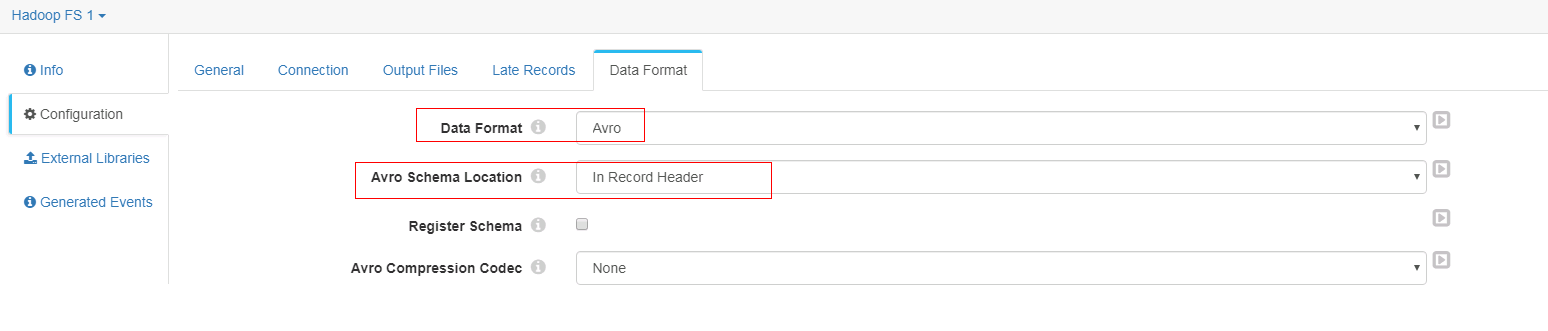 Hadoop FS 1
Info
Configuration
External Libraries
Generated Events
General Connection Output Files Late Records Data Format
Data Format Avro
Avro Schema Location In Record Header
Register Schema
Avro Compression Codec None